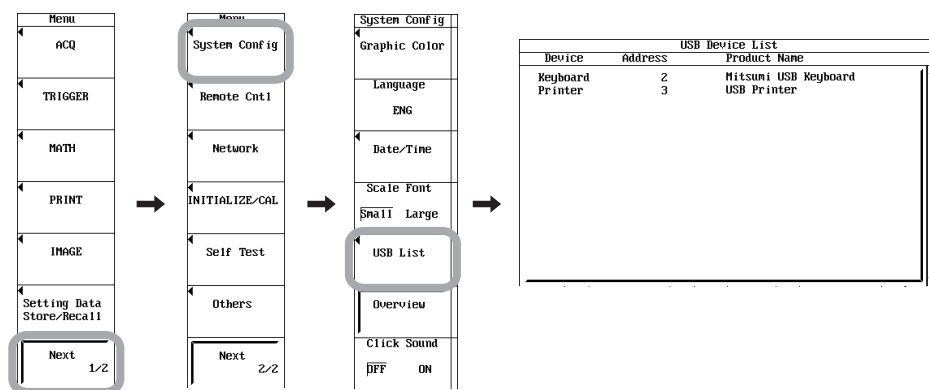 Menu
ACQ
TRIGGER
MATH
PRINT
IMAGE
Setting Data
Store/Recall
Next
1/2
Menu
System Config
Remote Cntl
Network
INITIALIZE/CAL
Self Test
Others
Next
2/2
System Config
Graphic Color
Language
ENG
Date/Time
Scale Font
Small Large
USB List
Overview
Click Sound
OFF ON
USB Device List
Device Address Product Name
Keyboard 2 Mitsumi USB Keyboard
Printer 3 USB Printer